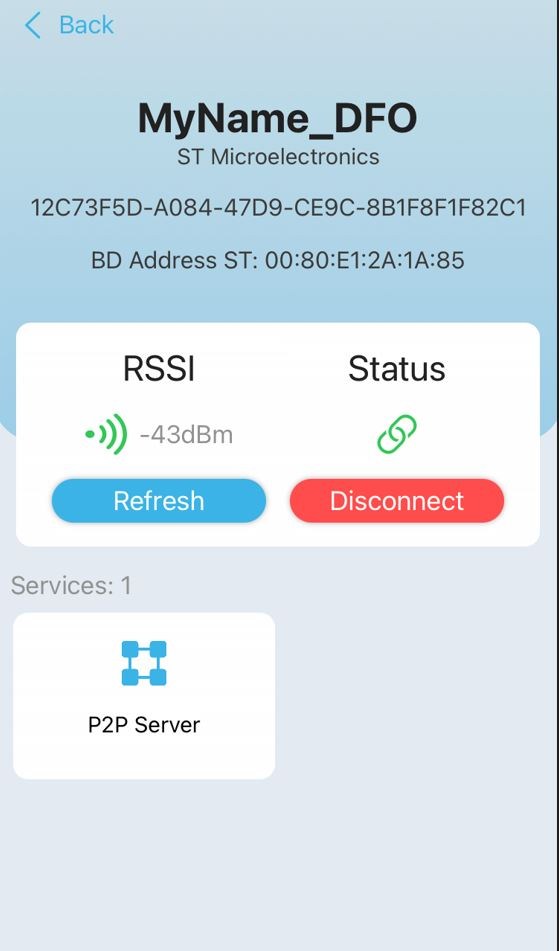 Back
MyName_DFO
ST Microelectronics
12C73F5D-A084-47D9-CE9C-8B1F8F1F82C1
BD Address ST: 00:80:E1:2A:1A:85
RSSI Status
-43dBm
Refresh Disconnect
Services: 1
P2P Server